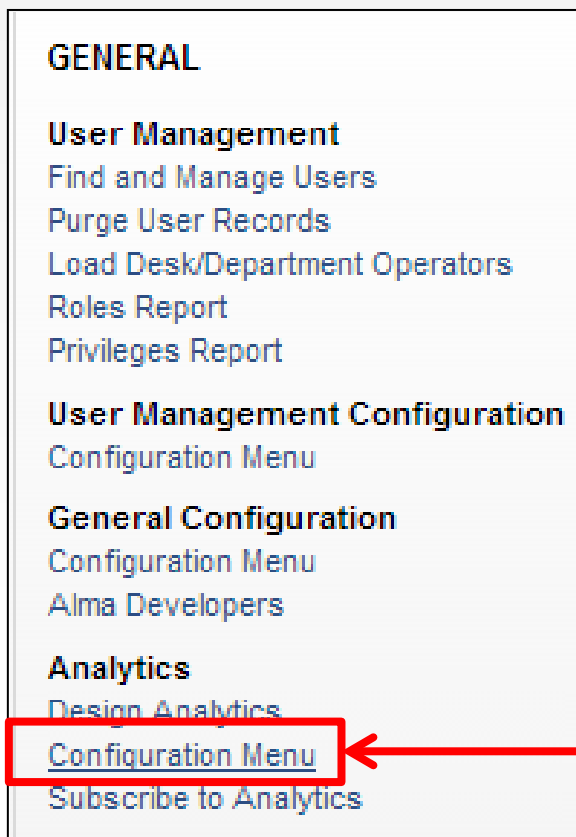 GENERAL
User Management
Find and Manage Users
Purge User Records
Load Desk/Department Operators
Roles Report
Privileges Report
User Management Configuration
Configuration Menu
General Configuration
Configuration Menu
Alma Developers
Analytics
Design Analytics
Configuration Menu
Subscribe to Analytics